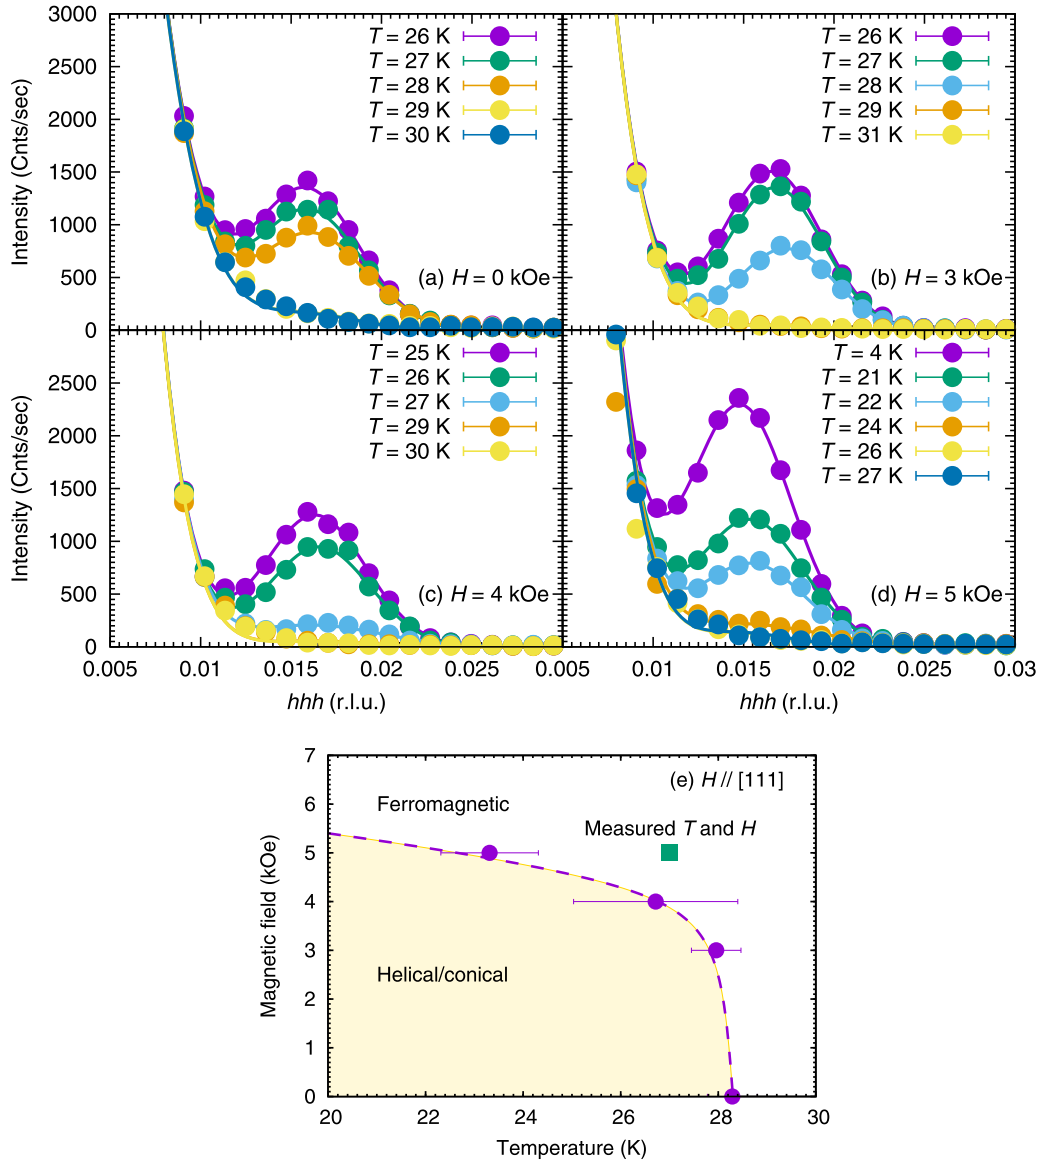 3000
2500
2000
1500
1000
500
0
Intensity (Cnts/sec)
T = 26 K
T = 27 K
T = 28 K
T = 29 K
T = 30 K
(a) H = 0 kOe
T = 26 K
T = 27 K
T = 28 K
T = 29 K
T = 31 K
(b) H = 3 kOe
2500
2000
1500
1000
500
0
Intensity (Cnts/sec)
T = 25 K
T = 26 K
T = 27 K
T = 29 K
T = 30 K
(c) H = 4 kOe
0.005 0.01 0.015 0.02 0.025
hhh (r.l.u.)
T = 4 K
T = 21 K
T = 22 K
T = 24 K
T = 26 K
T = 27 K
(d) H = 5 kOe
0.005 0.01 0.015 0.02 0.025 0.03
hhh (r.l.u.)
7
6
5
4
3
2
1
0
Magnetic field (kOe)
(e) H // [111]
Ferromagnetic
Measured T and H
Helical/conical
20 22 24 26 28 30
Temperature (K)